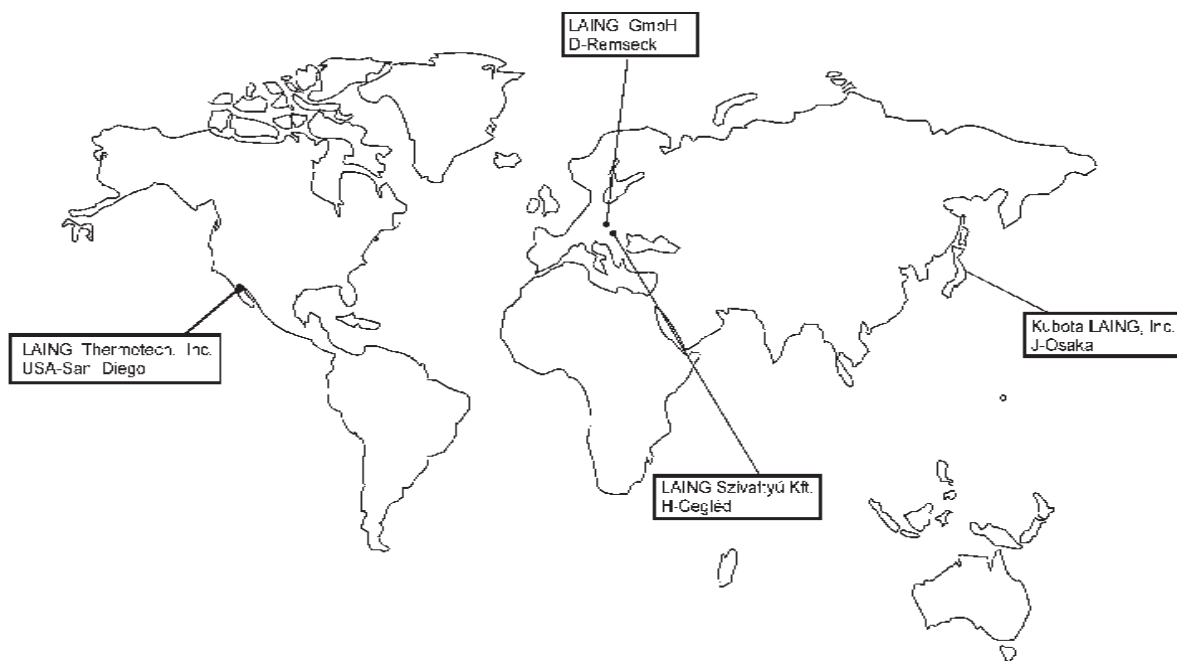 LAING GmbH
D-Remseck
LAING Thermotech. Inc.
USA-San Diego
Kubota LAING, Inc.
J-Osaka
LAING Szivattyú Kft.
H-Cegléd